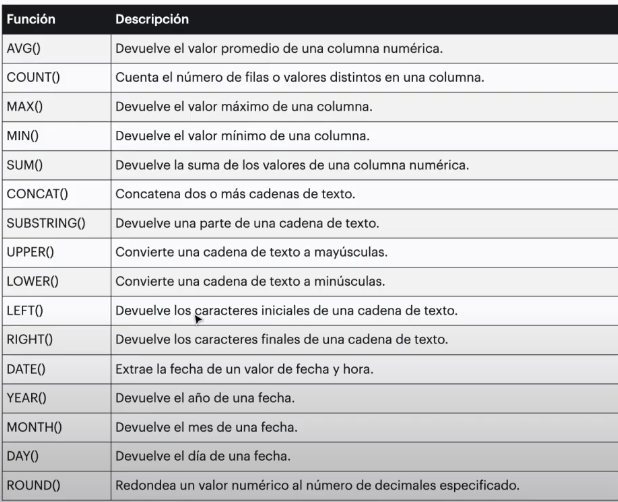 Función Descripción
AVG() Devuelve el valor promedio de una columna numérica.
COUNT() Cuenta el número de filas o valores distintos en una columna.
MAX() Devuelve el valor máximo de una columna.
MIN() Devuelve el valor mínimo de una columna.
SUM() Devuelve la suma de los valores de una columna numérica.
CONCAT() Concatena dos o más cadenas de texto.
SUBSTRING() Devuelve una parte de una cadena de texto.
UPPER() Convierte una cadena de texto a mayúsculas.
LOWER() Convierte una cadena de texto a minúsculas.
LEFT() Devuelve los caracteres iniciales de una cadena de texto.
RIGHT() Devuelve los caracteres finales de una cadena de texto.
DATE() Extrae la fecha de un valor de fecha y hora.
YEAR() Devuelve el año de una fecha.
MONTH() Devuelve el mes de una fecha.
DAY() Devuelve el día de una fecha.
ROUND() Redondea un valor numérico al número de decimales especificado.